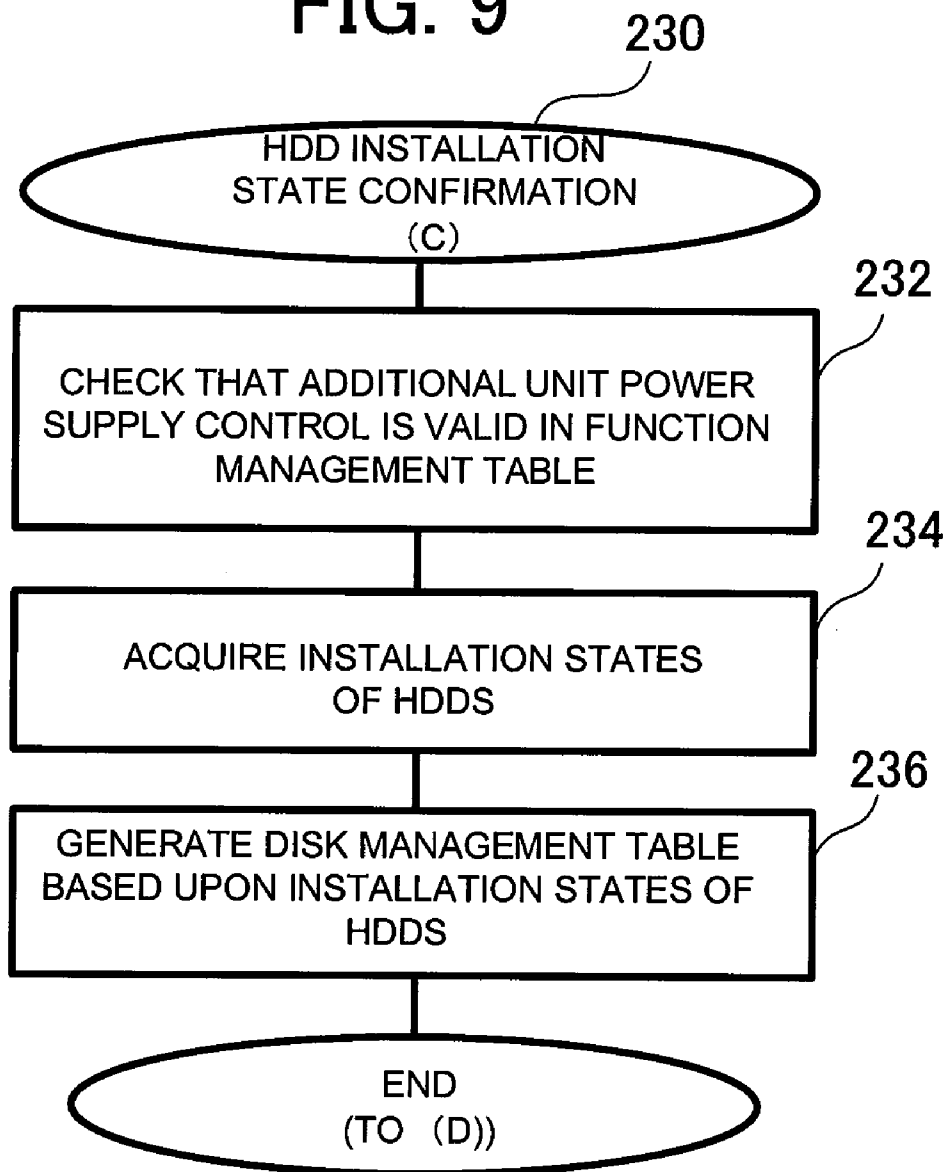 FIG. 9
230
HDD INSTALLATION
STATE CONFIRMATION
(C)
232
CHECK THAT ADDITIONAL UNIT POWER
SUPPLY CONTROL IS VALID IN FUNCTION
MANAGEMENT TABLE
234
ACQUIRE INSTALLATION STATES
OF HDDS
236
GENERATE DISK MANAGEMENT TABLE
BASED UPON INSTALLATION STATES OF
HDDS
END
(TO (D))